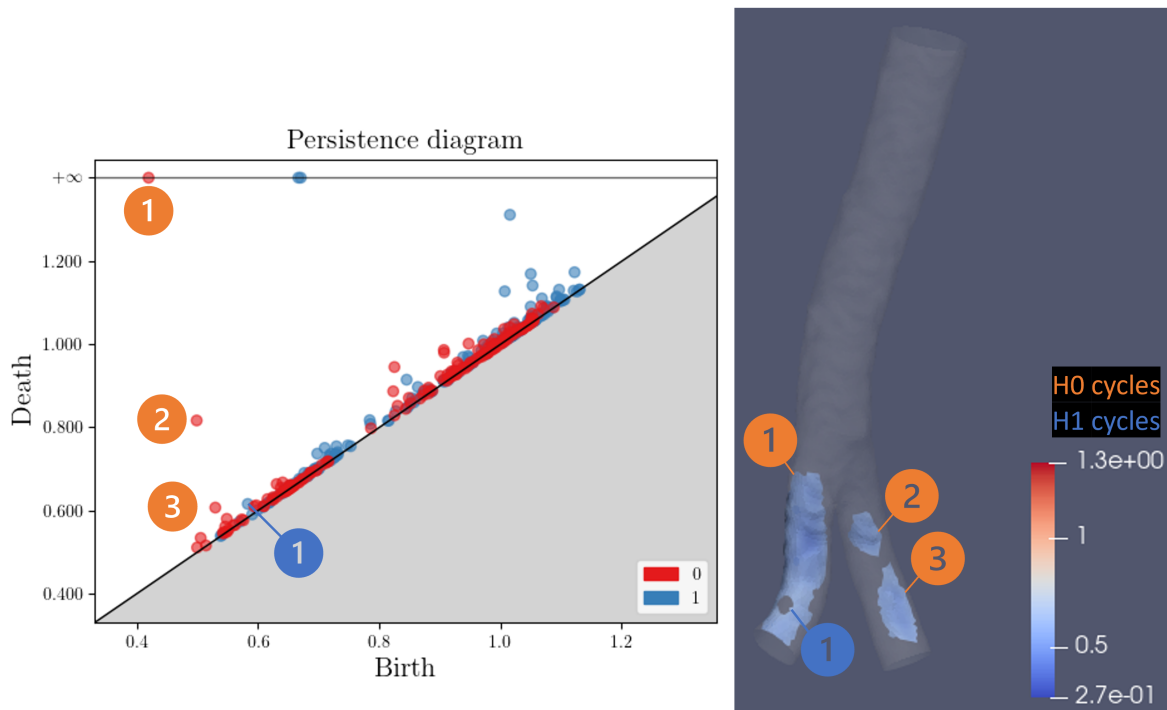 Persistence diagram
+∞
1.200
1.000
0.800
0.600
0.400
Death
0.4 0.6 0.8 1.0 1.2
Birth
1
2
3
1
0
1
H0 cycles
H1 cycles
1
2
3
1
1.3e+00
1
0.5
2.7e-01